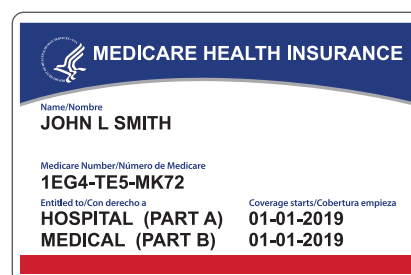 MEDICARE HEALTH INSURANCE
Name/Nombre
JOHN L SMITH
Medicare Number/Número de Medicare
1EG4-TE5-MK72
Entitled to/Con derecho a Coverage starts/Cobertura empieza
HOSPITAL (PART A) 01-01-2019
MEDICAL (PART B) 01-01-2019